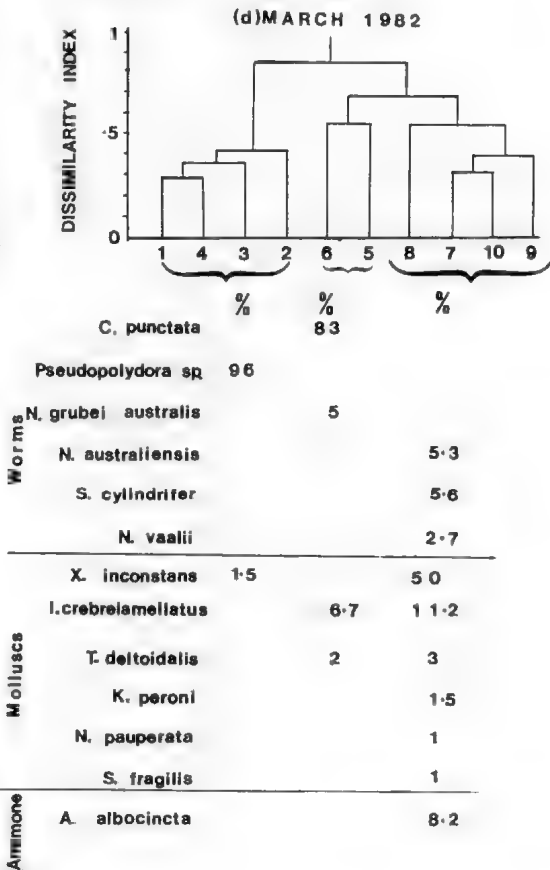 (d)MARCH 1982
DISSIMILARITY INDEX
1
·5
0
1 4 3 2 6 5 8 7 10 9
% % %
C. punctata 83
Pseudopolydora sp. 96
N. grubei australis 5
Worms
N. australiensis 5·3
S. cylindrifer 5·6
N. vaalii 2·7
X. inconstans 1·5 50
I.crebrelamellatus 6·7 11·2
Molluscs
T. deltoidalis 2 3
K. peroni 1·5
N. pauperata 1
S. fragilis 1
Anemone
A. albocincta 8·2